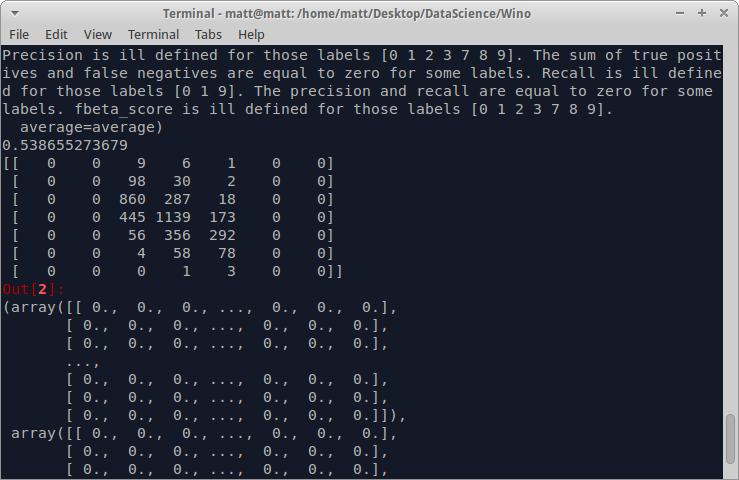 Terminal - matt@matt: /home/matt/Desktop/DataScience/Wino
File Edit View Terminal Tabs Help
Precision is ill defined for those labels [0 1 2 3 7 8 9]. The sum of true posit
ives and false negatives are equal to zero for some labels. Recall is ill define
d for those labels [0 1 9]. The precision and recall are equal to zero for some
labels. fbeta_score is ill defined for those labels [0 1 2 3 7 8 9].
  average=average)
0.538655273679
[[   0    0    9    6    1    0    0]
 [   0    0   98   30    2    0    0]
 [   0    0  860  287   18    0    0]
 [   0    0  445 1139  173    0    0]
 [   0    0   56  356  292    0    0]
 [   0    0    4   58   78    0    0]
 [   0    0    0    1    3    0    0]]
Out[2]:
(array([[ 0.,  0.,  0., ...,  0.,  0.,  0.],
       [ 0.,  0.,  0., ...,  0.,  0.,  0.],
       [ 0.,  0.,  0., ...,  0.,  0.,  0.],
       ...,
       [ 0.,  0.,  0., ...,  0.,  0.,  0.],
       [ 0.,  0.,  0., ...,  0.,  0.,  0.],
       [ 0.,  0.,  0., ...,  0.,  0.,  0.]]),
 array([[ 0.,  0.,  0., ...,  0.,  0.,  0.],
       [ 0.,  0.,  0., ...,  0.,  0.,  0.],
       [ 0.,  0.,  0., ...,  0.,  0.,  0.],